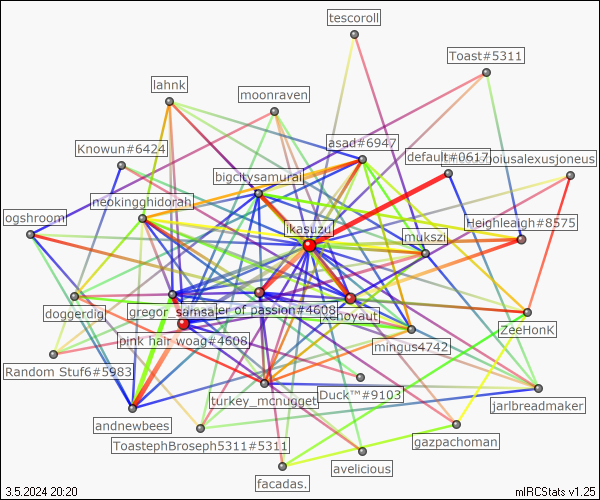 tescoroll
Toast#5311
lahnk
moonraven
asad#6947
Knowun#6424
default#0617
iousalexusjoneus
bigcitysamurai
neokingghidorah
ogshroom
ikasuzu
mukszi
Heighleaigh#8575
gregor_samsa
ler of passion#4608
xenoyaut
doggerdig
ZeeHonK
pink hair woag#4608
mingus4742
Random Stuf6#5983
Duck™#9103
turkey_mcnugget
jarlbreadmaker
andnewbees
ToastephBroseph5311#5311
gazpachoman
avelicious
facadas.
3.5.2024 20:20
mIRCStats v1.25